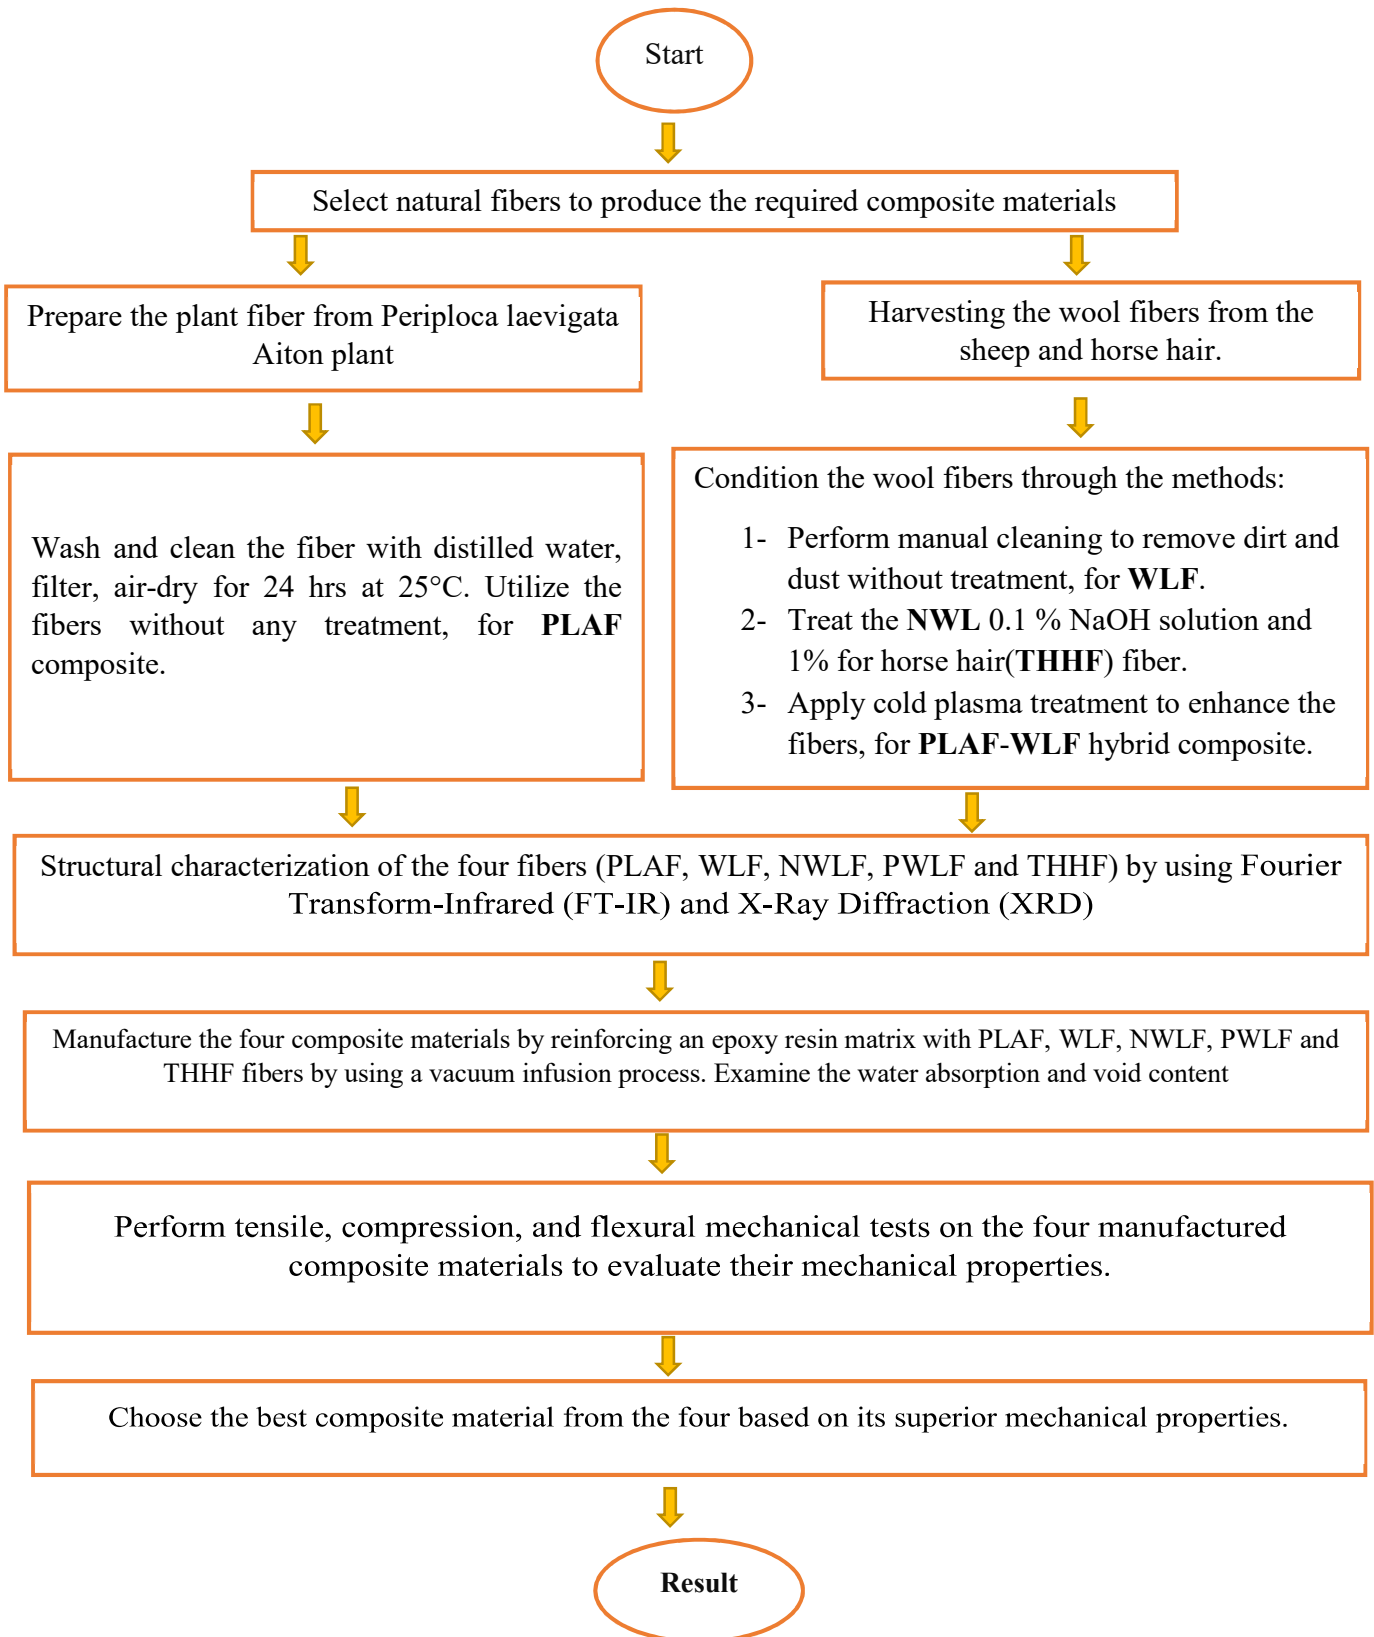 Start
Select natural fibers to produce the required composite materials
Prepare the plant fiber from Periploca laevigata
Aiton plant
Harvesting the wool fibers from the
sheep and horse hair.
Wash and clean the fiber with distilled water,
filter, air-dry for 24 hrs at 25°C. Utilize the
fibers without any treatment, for PLAF
composite.
Condition the wool fibers through the methods:
1- Perform manual cleaning to remove dirt and
dust without treatment, for WLF.
2- Treat the NWL 0.1 % NaOH solution and
1% for horse hair(THHF) fiber.
3- Apply cold plasma treatment to enhance the
fibers, for PLAF-WLF hybrid composite.
Structural characterization of the four fibers (PLAF, WLF, NWLF, PWLF and THHF) by using Fourier
Transform-Infrared (FT-IR) and X-Ray Diffraction (XRD)
Manufacture the four composite materials by reinforcing an epoxy resin matrix with PLAF, WLF, NWLF, PWLF and
THHF fibers by using a vacuum infusion process. Examine the water absorption and void content
Perform tensile, compression, and flexural mechanical tests on the four manufactured
composite materials to evaluate their mechanical properties.
Choose the best composite material from the four based on its superior mechanical properties.
Result